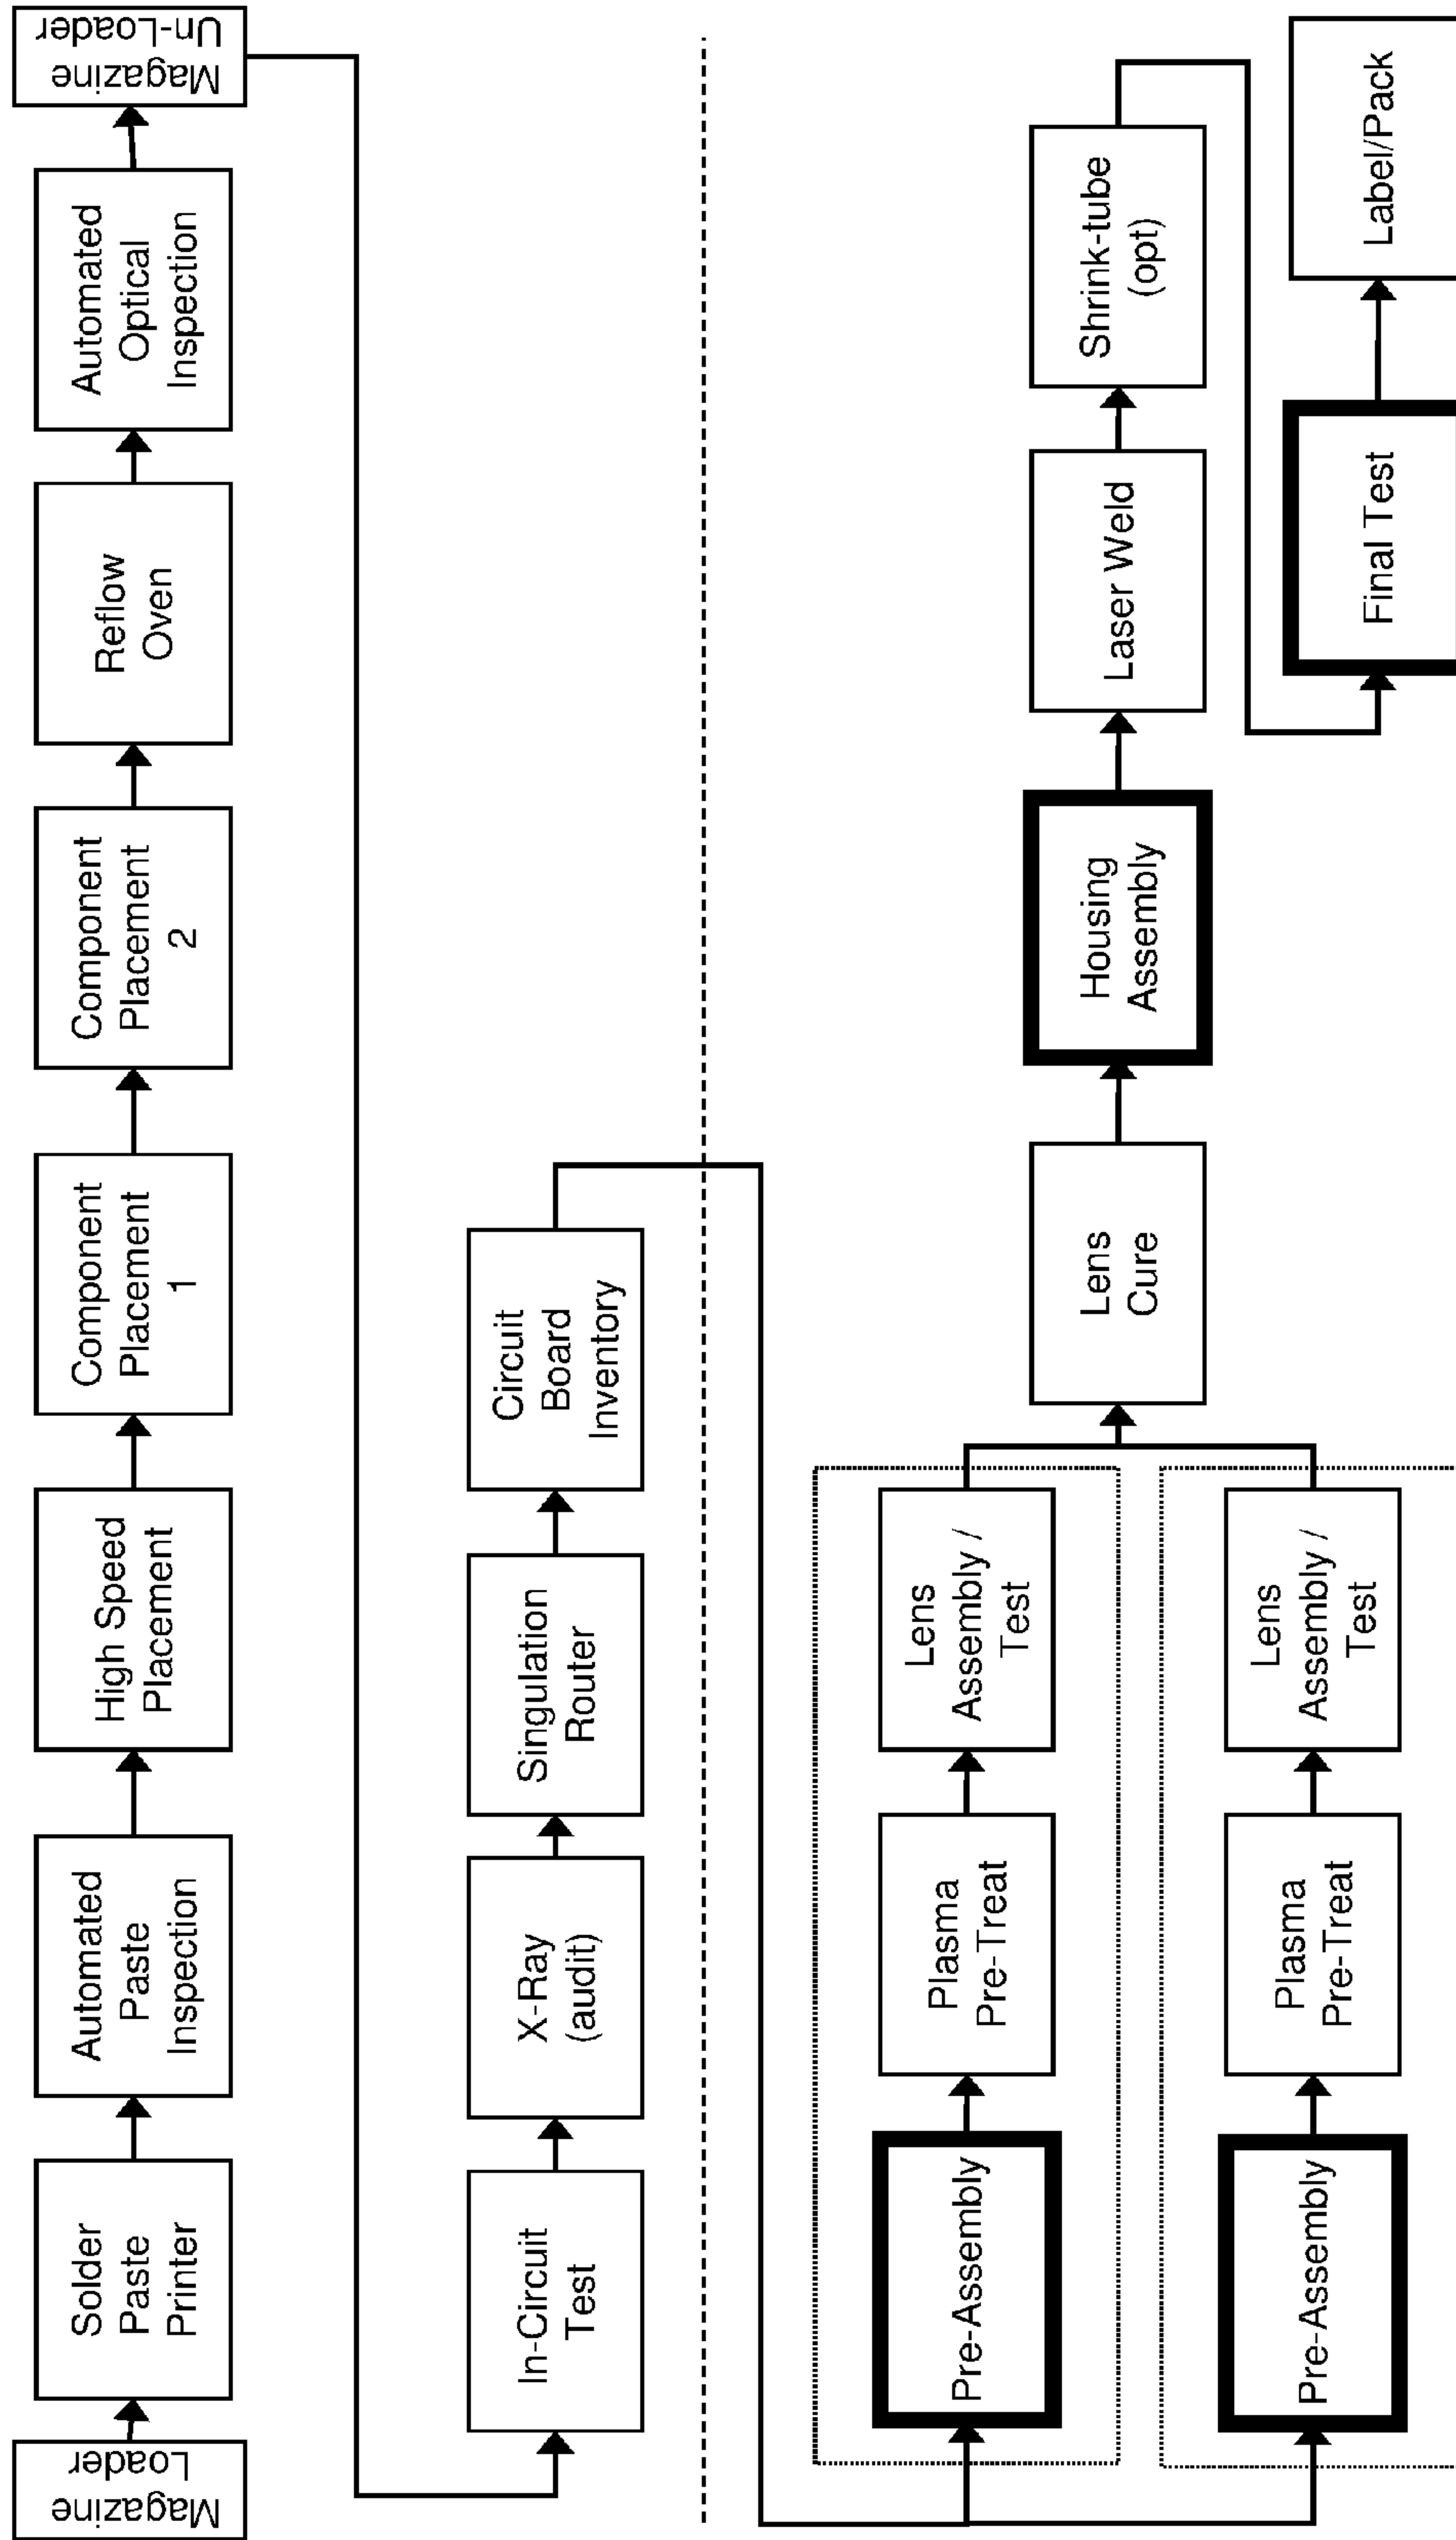 Magazine
Loader
Solder
Paste
Printer
Automated
Paste
Inspection
High Speed
Placement
Component
Placement
1
Component
Placement
2
Reflow
Oven
Automated
Optical
Inspection
Magazine
Un-Loader
In-Circuit
Test
X-Ray
(audit)
Singulation
Router
Circuit
Board
Inventory
Pre-Assembly
Plasma
Pre-Treat
Lens
Assembly /
Test
Pre-Assembly
Plasma
Pre-Treat
Lens
Assembly /
Test
Lens
Cure
Housing
Assembly
Laser Weld
Shrink-tube
(opt)
Final Test
Label/Pack